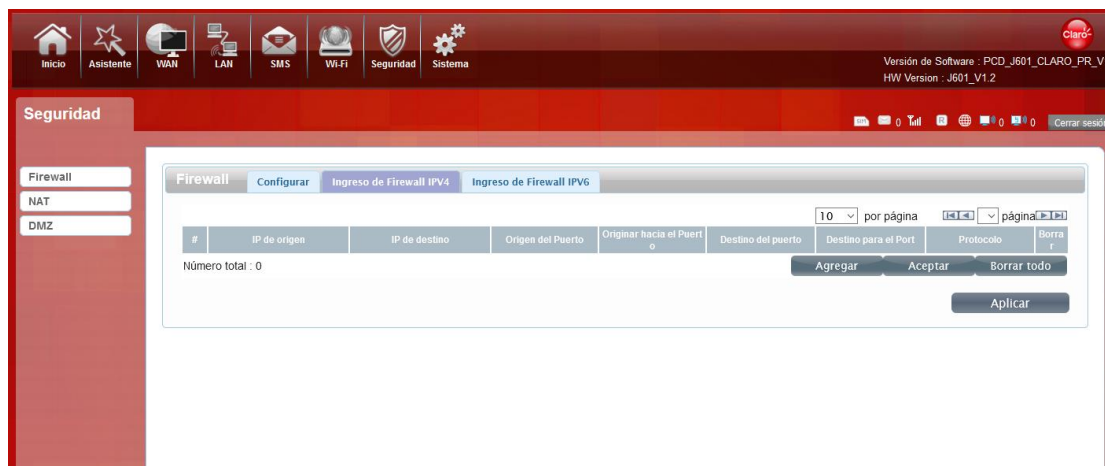 Inicio Asistente WAN LAN SMS Wi-Fi Seguridad Sistema
Claro
Versión de Software : PCD_J601_CLARO_PR_V
HW Version : J601_V1.2
Seguridad
0 R 0 0 Cerrar sesión
Firewall
NAT
DMZ
Firewall Configurar Ingreso de Firewall IPV4 Ingreso de Firewall IPV6
10 por página página
# IP de origen IP de destino Origen del Puerto Originar hacia el Puert Destino del puerto Destino para el Port Protocolo Borra
o r
Número total : 0 Agregar Aceptar Borrar todo
Aplicar